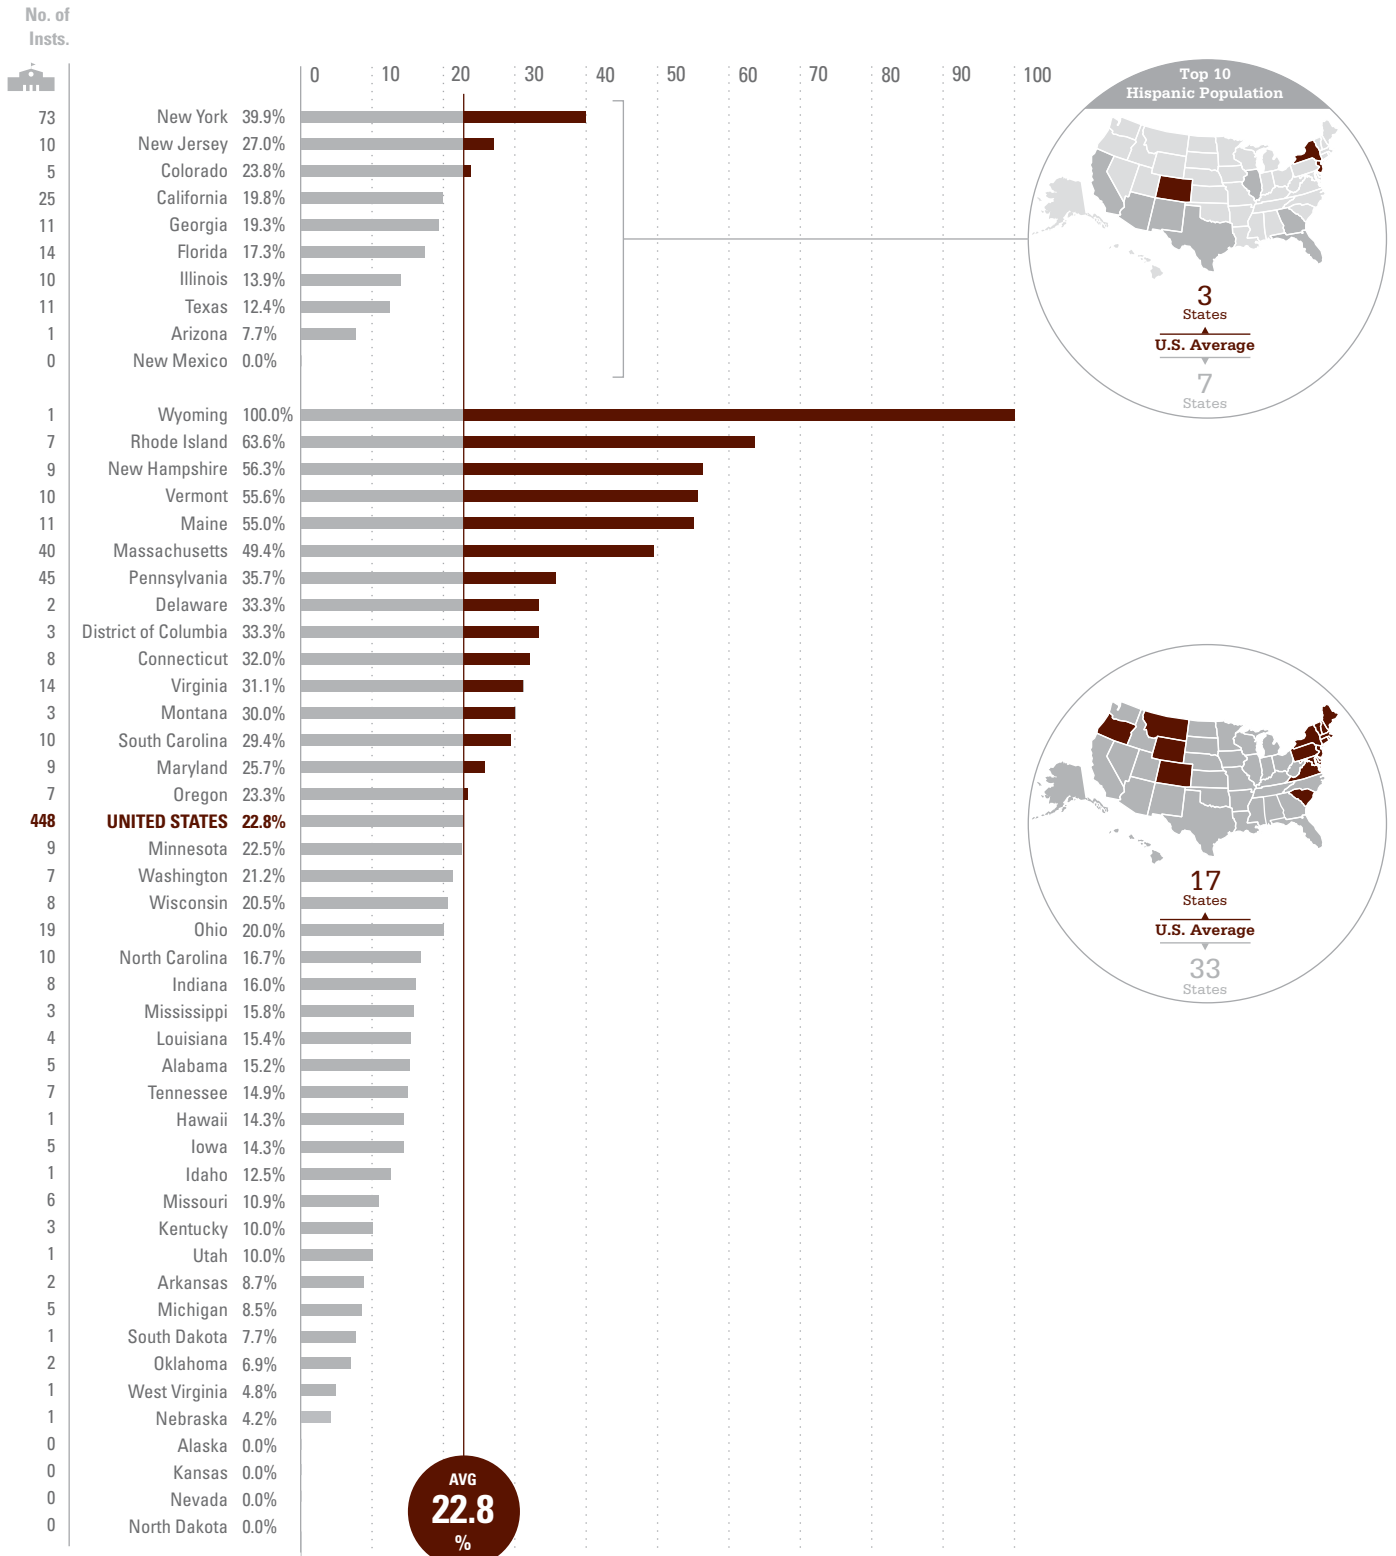 No. of
Insts.
0 10 20 30 40 50 60 70 80 90 100
73 New York 39.9%
10 New Jersey 27.0%
5 Colorado 23.8%
25 California 19.8%
11 Georgia 19.3%
14 Florida 17.3%
10 Illinois 13.9%
11 Texas 12.4%
1 Arizona 7.7%
0 New Mexico 0.0%
Top 10
Hispanic Population
3
States
U.S. Average
7
States
1 Wyoming 100.0%
7 Rhode Island 63.6%
9 New Hampshire 56.3%
10 Vermont 55.6%
11 Maine 55.0%
40 Massachusetts 49.4%
45 Pennsylvania 35.7%
2 Delaware 33.3%
3 District of Columbia 33.3%
8 Connecticut 32.0%
14 Virginia 31.1%
3 Montana 30.0%
10 South Carolina 29.4%
9 Maryland 25.7%
7 Oregon 23.3%
448 UNITED STATES 22.8%
9 Minnesota 22.5%
7 Washington 21.2%
8 Wisconsin 20.5%
19 Ohio 20.0%
10 North Carolina 16.7%
8 Indiana 16.0%
3 Mississippi 15.8%
4 Louisiana 15.4%
5 Alabama 15.2%
7 Tennessee 14.9%
1 Hawaii 14.3%
5 Iowa 14.3%
1 Idaho 12.5%
6 Missouri 10.9%
3 Kentucky 10.0%
1 Utah 10.0%
2 Arkansas 8.7%
5 Michigan 8.5%
1 South Dakota 7.7%
2 Oklahoma 6.9%
1 West Virginia 4.8%
1 Nebraska 4.2%
0 Alaska 0.0%
0 Kansas 0.0%
0 Nevada 0.0%
0 North Dakota 0.0%
AVG
22.8
%
17
States
U.S. Average
33
States